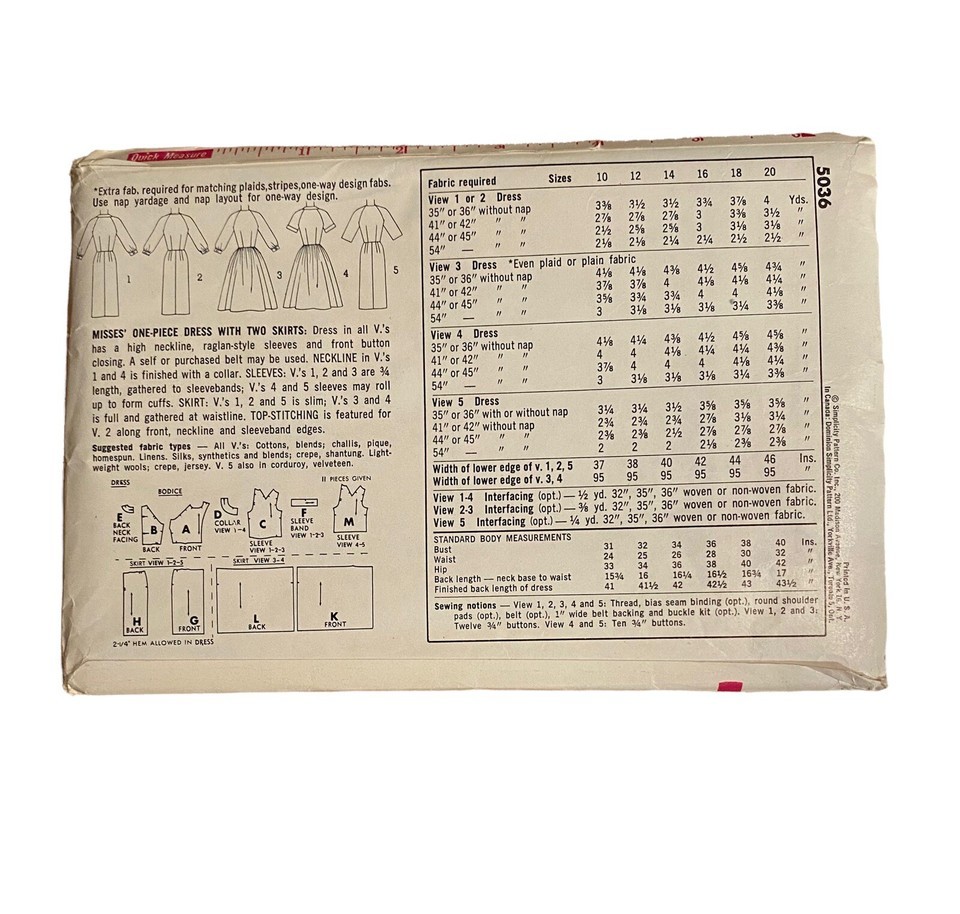 Quick Measure
*Extra fab. required for matching plaids,stripes,one-way design fabs.
Use nap yardage and nap layout for one-way design.
1 2 3 4 5
MISSES' ONE-PIECE DRESS WITH TWO SKIRTS: Dress in all V.'s
has a high neckline, raglan-style sleeves and front button
closing. A self or purchased belt may be used. NECKLINE in V.'s
1 and 4 is finished with a collar. SLEEVES: V.'s 1, 2 and 3 are ¾
length, gathered to sleevebands; V.'s 4 and 5 sleeves may roll
up to form cuffs. SKIRT: V.'s 1, 2 and 5 is slim; V.'s 3 and 4
is full and gathered at waistline. TOP-STITCHING is featured for
V. 2 along front, neckline and sleeveband edges.
Suggested fabric types — All V.'s: Cottons, blends; challis, pique,
homespun. Linens. Silks, synthetics and blends; crepe, shantung. Light-
weight wools; crepe, jersey. V. 5 also in corduroy, velveteen.
DRESS
11 PIECES GIVEN
BODICE
E
BACK
NECK
FACING
B
BACK
A
FRONT
D
COLLAR
VIEW 1-4
C
SLEEVE
VIEW 1-2-3
F
SLEEVE
BAND
VIEW 1-2-3
M
SLEEVE
VIEW 4-5
SKIRT VIEW 1-2-5
SKIRT VIEW 3-4
H
BACK
G
FRONT
L
BACK
K
FRONT
2-1/4" HEM ALLOWED IN DRESS
Fabric required Sizes 10 12 14 16 18 20
View 1 or 2 Dress
35" or 36" without nap 3⅜ 3½ 3½ 3¾ 3⅞ 4 Yds.
41" or 42" " " 2⅞ 2⅞ 2⅞ 3 3⅜ 3½ "
44" or 45" " " 2½ 2⅝ 2⅝ 3 3⅛ 3⅛ "
54" — " " 2⅛ 2⅛ 2¼ 2¼ 2½ 2½ "
View 3 Dress *Even plaid or plain fabric
35" or 36" without nap 4⅛ 4⅛ 4⅜ 4½ 4⅝ 4¾ "
41" or 42" " " 3⅞ 3⅞ 4 4⅛ 4⅛ 4¼ "
44" or 45" " " 3⅝ 3¾ 3¾ 4 4 4⅛ "
54" — " " 3 3⅛ 3⅛ 3⅛ 3¼ 3⅜ "
View 4 Dress
35" or 36" without nap 4⅛ 4¼ 4⅜ 4½ 4⅝ 4⅝ "
41" or 42" " " 4 4 4⅛ 4¼ 4¼ 4⅜ "
44" or 45" " " 3⅞ 4 4 4 4⅛ 4¼ "
54" — " " 3 3⅛ 3⅛ 3⅛ 3¼ 3⅜ "
View 5 Dress
35" or 36" with or without nap 3¼ 3¼ 3½ 3⅝ 3⅝ 3⅝ "
41" or 42" without nap 2¾ 2¾ 2¾ 2⅞ 3⅛ 3¼ "
44" or 45" " " 2⅜ 2⅜ 2½ 2⅞ 2⅞ 2⅞ "
54" — " " 2 2 2 2⅛ 2⅜ 2⅜ "
Width of lower edge of v. 1, 2, 5 37 38 40 42 44 46 Ins.
Width of lower edge of v. 3, 4 95 95 95 95 95 95 "
View 1-4 Interfacing (opt.) — ½ yd. 32", 35", 36" woven or non-woven fabric.
View 2-3 Interfacing (opt.) — ⅜ yd. 32", 35", 36" woven or non-woven fabric.
View 5 Interfacing (opt.) — ¼ yd. 32", 35", 36" woven or non-woven fabric.
STANDARD BODY MEASUREMENTS
Bust 31 32 34 36 38 40 Ins.
Waist 24 25 26 28 30 32 "
Hip 33 34 36 38 40 42 "
Back length — neck base to waist 15¾ 16 16¼ 16½ 16¾ 17 "
Finished back length of dress 41 41½ 42 42½ 43 43½ "
Sewing notions — View 1, 2, 3, 4 and 5: Thread, bias seam binding (opt.), round shoulder
pads (opt.), belt (opt.), 1" wide belt backing and buckle kit (opt.). View 1, 2 and 3:
Twelve ¾" buttons. View 4 and 5: Ten ¾" buttons.
5036
© Simplicity Pattern Co. Inc., 200 Madison Avenue, New York 16, N. Y.
In Canada: Dominion Simplicity Pattern Ltd., Yorkville Ave., Toronto 5, Ont.
Printed in U. S. A.